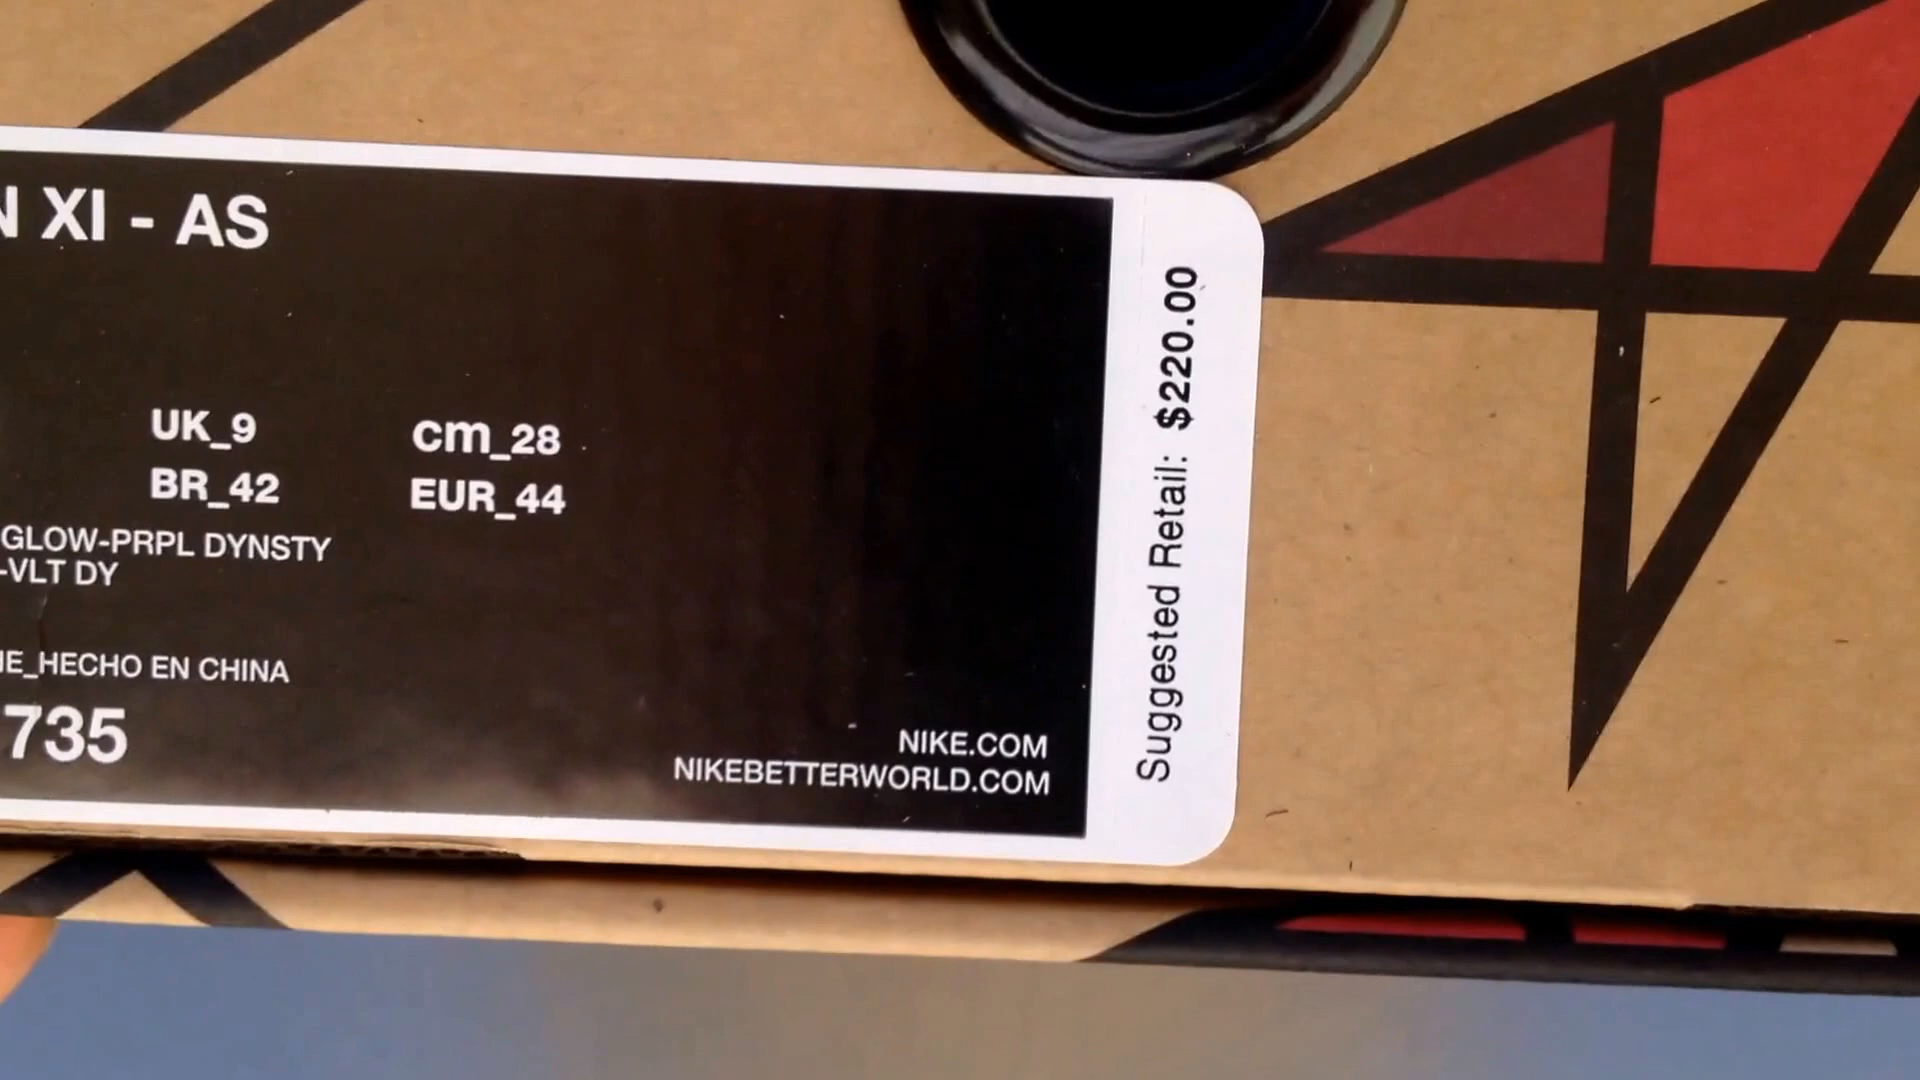 N XI - AS
UK_9 cm_28
BR_42 EUR_44
GLOW-PRPL DYNSTY
-VLT DY
NE_HECHO EN CHINA
735
NIKE.COM
NIKEBETTERWORLD.COM
Suggested Retail: $220.00